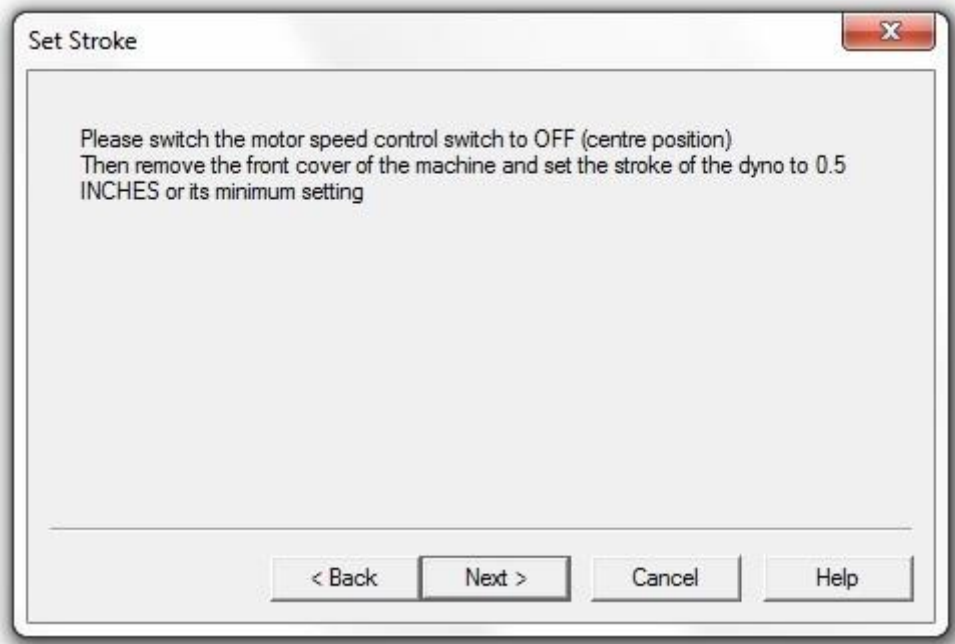 Set Stroke
Please switch the motor speed control switch to OFF (centre position)
Then remove the front cover of the machine and set the stroke of the dyno to 0.5
INCHES or its minimum setting
< Back
Next >
Cancel
Help